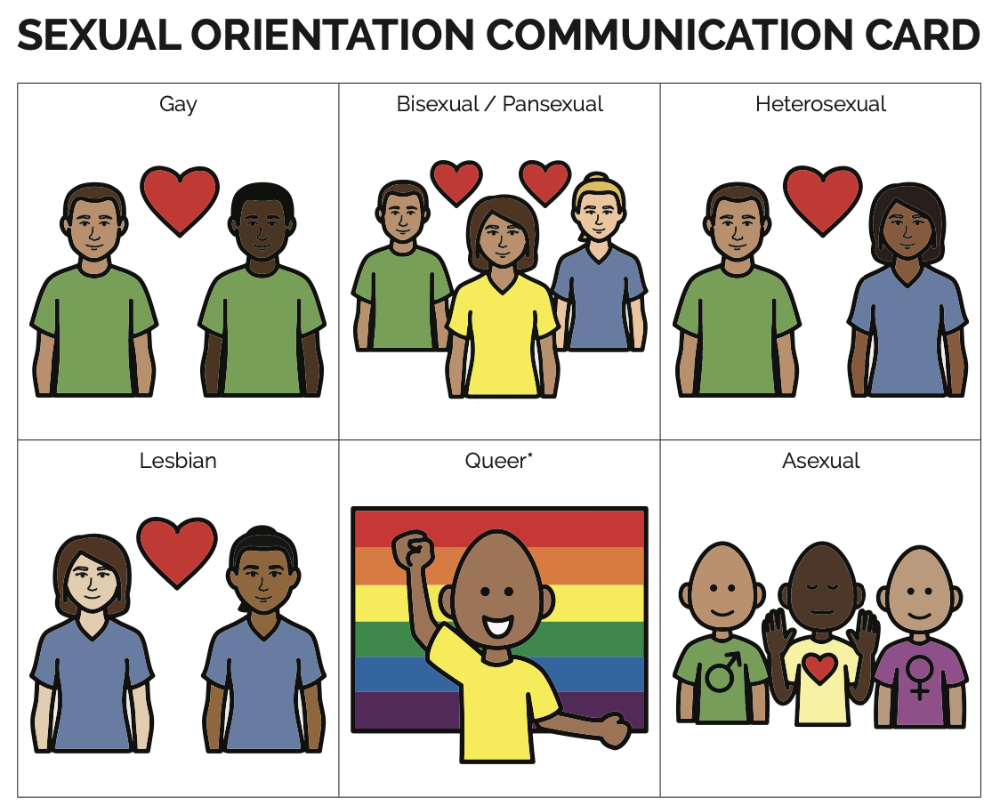 SEXUAL ORIENTATION COMMUNICATION CARD
Gay
Bisexual / Pansexual
Heterosexual
Lesbian
Queer*
Asexual